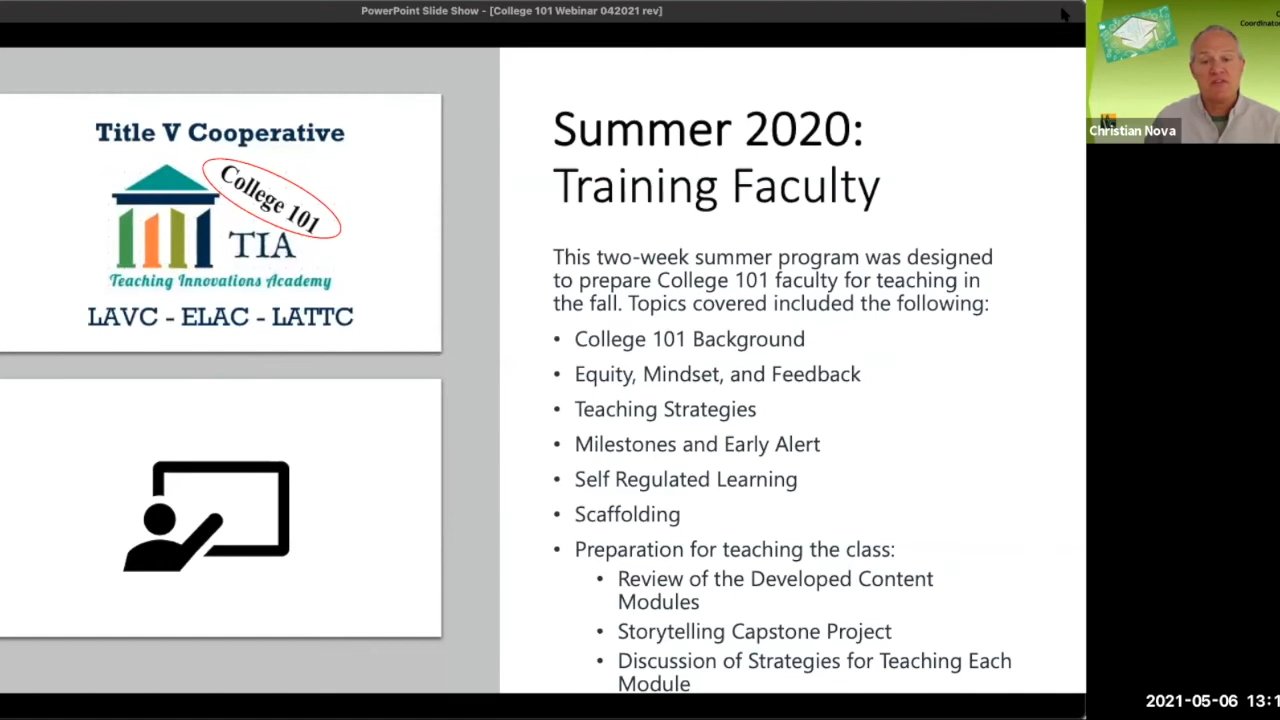 PowerPoint Slide Show - [College 101 Webinar 042021 rev]
Title V Cooperative
College 101
TIA
Teaching Innovations Academy
LAVC - ELAC - LATTC
Summer 2020:
Training Faculty
This two-week summer program was designed
to prepare College 101 faculty for teaching in
the fall. Topics covered included the following:
• College 101 Background
• Equity, Mindset, and Feedback
• Teaching Strategies
• Milestones and Early Alert
• Self Regulated Learning
• Scaffolding
• Preparation for teaching the class:
• Review of the Developed Content
Modules
• Storytelling Capstone Project
• Discussion of Strategies for Teaching Each
Module
Christian Nova
2021-05-06 13:1